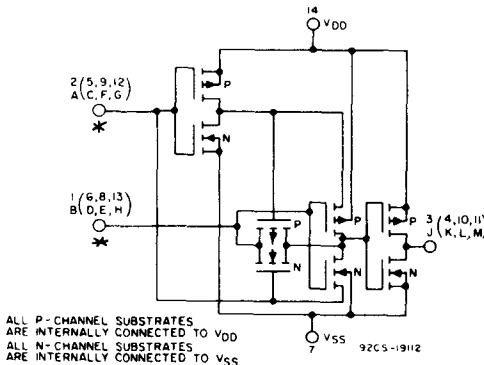 14
VDD
2 (5,9,12)
A (C,F,G)
*
P
N
1 (6,8,13)
B (D,E,H)
*
P
N
P
N
P
N
3 (4,10,11)
J (K,L,M,
VSS
7
92CS-19112
ALL P-CHANNEL SUBSTRATES
ARE INTERNALLY CONNECTED TO VDD
ALL N-CHANNEL SUBSTRATES
ARE INTERNALLY CONNECTED TO VSS